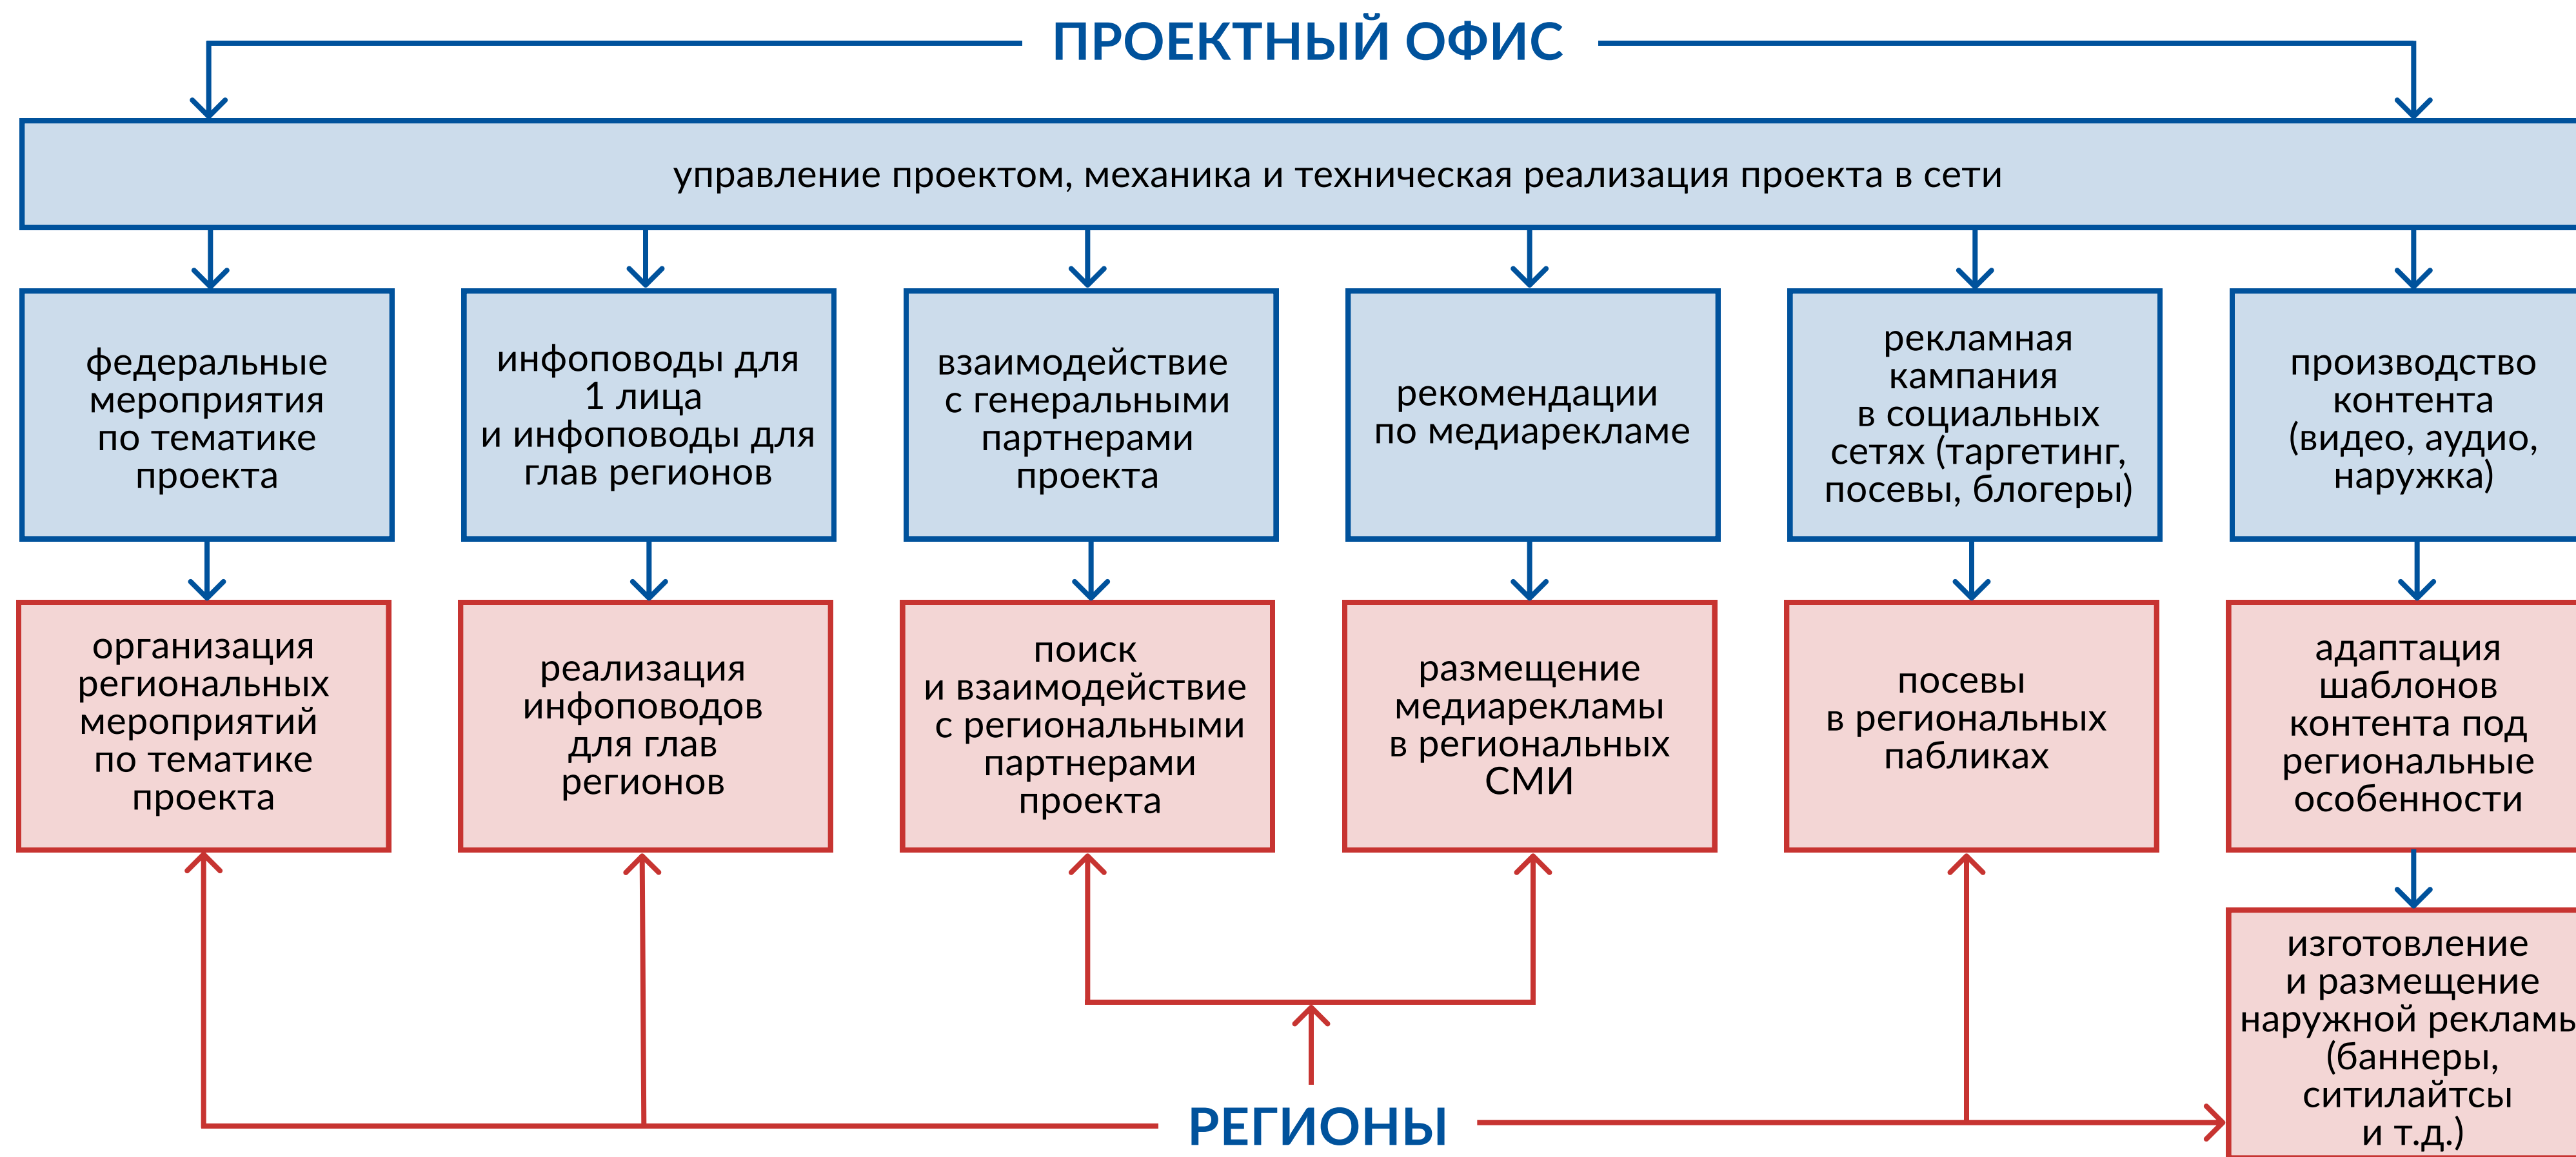 ПРОЕКТНЫЙ ОФИС
управление проектом, механика и техническая реализация проекта в сети
федеральные
мероприятия
по тематике
проекта
инфоповоды для
1 лица
и инфоповоды для
глав регионов
взаимодействие
с генеральными
партнерами
проекта
рекомендации
по медиарекламе
рекламная
кампания
в социальных
сетях (таргетинг,
посевы, блогеры)
производство
контента
(видео, аудио,
наружка)
организация
региональных
мероприятий
по тематике
проекта
реализация
инфоповодов
для глав
регионов
поиск
и взаимодействие
с региональными
партнерами
проекта
размещение
медиарекламы
в региональных
СМИ
посевы
в региональных
пабликах
адаптация
шаблонов
контента под
региональные
особенности
изготовление
и размещение
наружной рекламы
(баннеры,
ситилайтсы
и т.д.)
РЕГИОНЫ